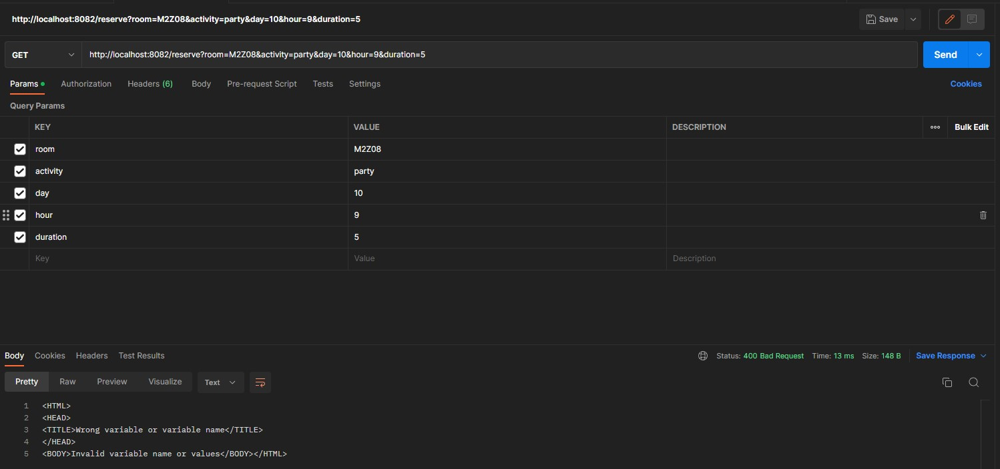 http://localhost:8082/reserve?room=M2Z08&activity=party&day=10&hour=9&duration=5 Save
GET http://localhost:8082/reserve?room=M2Z08&activity=party&day=10&hour=9&duration=5 Send
Params Authorization Headers (6) Body Pre-request Script Tests Settings Cookies
Query Params
KEY VALUE DESCRIPTION Bulk Edit
room M2Z08
activity party
day 10
hour 9
duration 5
Key Value Description
Body Cookies Headers Test Results Status: 400 Bad Request Time: 13 ms Size: 148 B Save Response
Pretty Raw Preview Visualize Text
1 <HTML>
2 <HEAD>
3 <TITLE>Wrong variable or variable name</TITLE>
4 </HEAD>
5 <BODY>Invalid variable name or values</BODY></HTML>